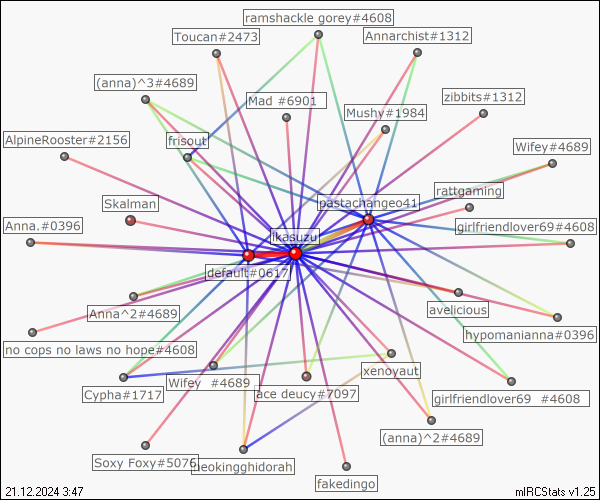 ramshackle gorey#4608
Toucan#2473
Annarchist#1312
(anna)^3#4689
Mad #6901
zibbits#1312
Mushy#1984
AlpineRooster#2156
frisout
Wifey#4689
rattgaming
Skalman
pastachangeo41
Anna.#0396
girlfriendlover69#4608
ikasuzu
default#0617
Anna^2#4689
avelicious
hypomanianna#0396
no cops no laws no hope#4608
xenoyaut
Cypha#1717
Wifey #4689
ace deucy#7097
girlfriendlover69 #4608
(anna)^2#4689
Soxy Foxy#5076
neokingghidorah
fakedingo
21.12.2024 3:47
mIRCStats v1.25